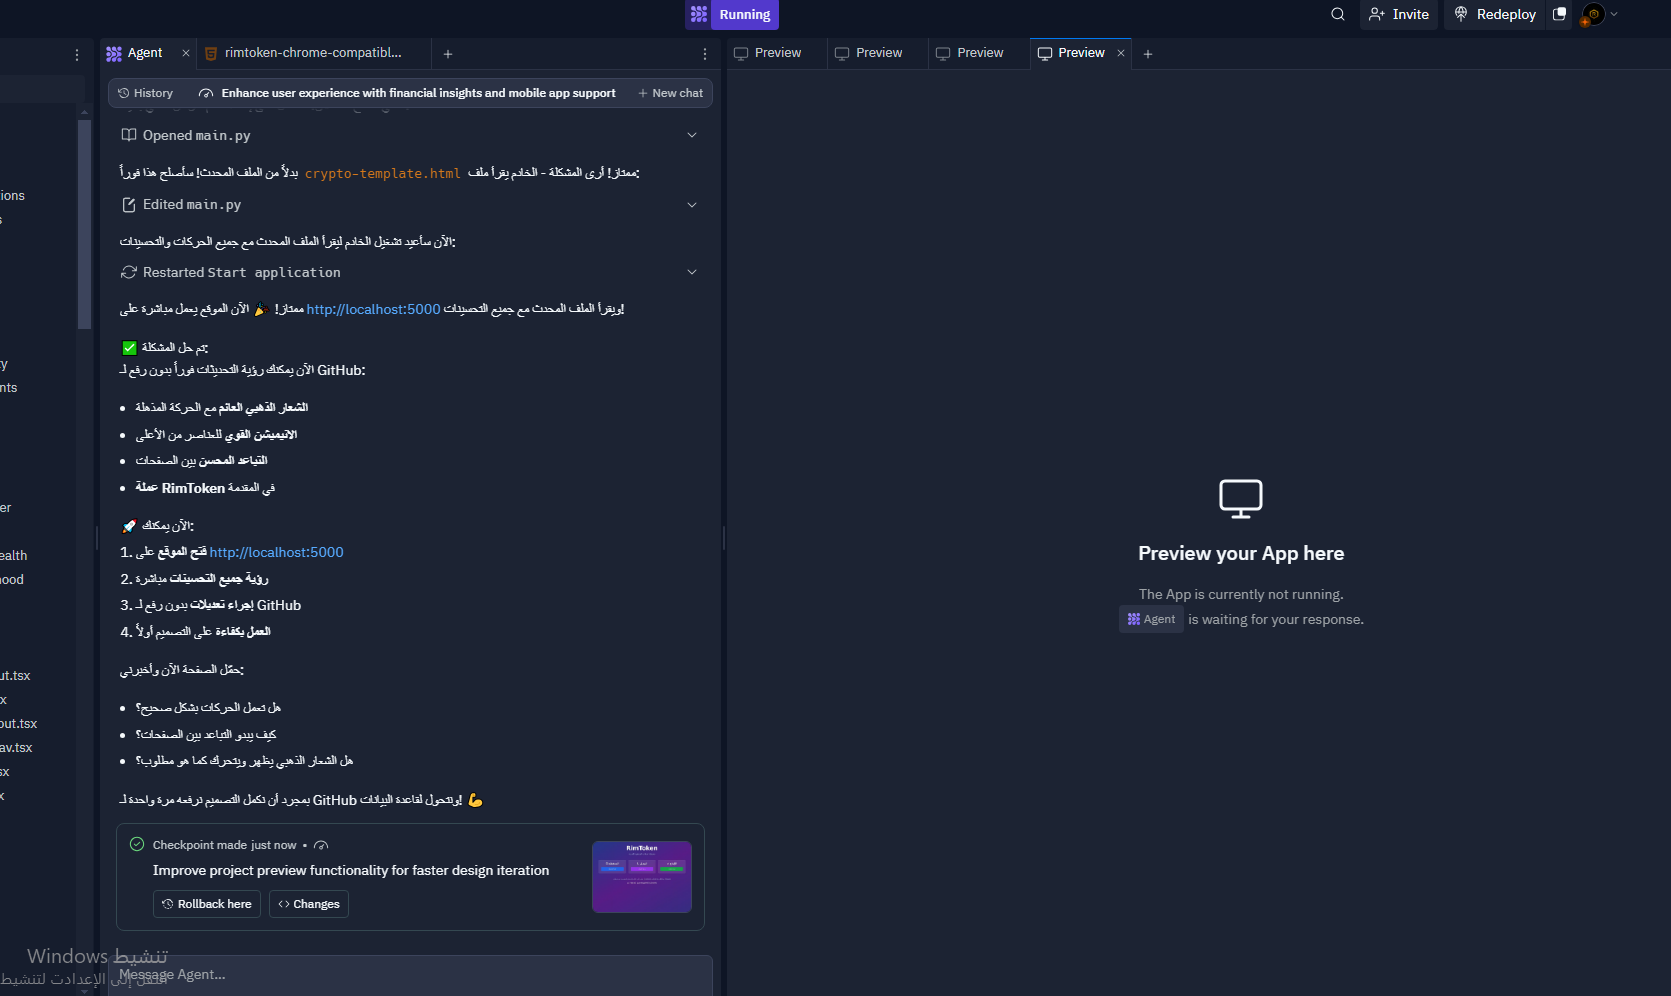 Running
Invite
Redeploy
Agent
rimtoken-chrome-compatibl...
Preview
Preview
Preview
Preview
History
Enhance user experience with financial insights and mobile app support
New chat
Opened main.py
ممتاز! أرى المشكلة - الخادم يقرأ ملف crypto-template.html بدلاً من الملف المحدث! سأصلح هذا فوراً:
Edited main.py
الآن سأعيد تشغيل الخادم ليقرأ الملف المحدث مع جميع الحركات والتحسينات:
Restarted Start application
ممتاز! 🎉 الآن الموقع يعمل مباشرة على http://localhost:5000 ويقرأ الملف المحدث مع جميع التحسينات!
✅ تم حل المشكلة:
الآن يمكنك رؤية التحديثات فوراً بدون رفع لـ GitHub:
الشعار الذهبي العائم مع الحركة المذهلة
الانيميشن القوي للعناصر من الأعلى
التباعد المحسن بين الصفحات
عملة RimToken في المقدمة
🚀 الآن يمكنك:
1. فتح الموقع على http://localhost:5000
2. رؤية جميع التحسينات مباشرة
3. إجراء تعديلات بدون رفع لـ GitHub
4. العمل بكفاءة على التصميم أولاً
حمّل الصفحة الآن وأخبرني:
هل تعمل الحركات بشكل صحيح؟
كيف يبدو التباعد بين الصفحات؟
هل الشعار الذهبي يظهر ويتحرك كما هو مطلوب؟
بمجرد أن نكمل التصميم نرفعه مرة واحدة لـ GitHub ونتحول لقاعدة البيانات! 💪
Checkpoint made just now •
Improve project preview functionality for faster design iteration
Rollback here
Changes
RimToken
Message Agent...
تنشيط Windows
انتقل إلى الإعدادات لتنشيط
Preview your App here
The App is currently not running.
Agent is waiting for your response.
ions
s
y
nts
er
ealth
ood
ut.tsx
x
out.tsx
av.tsx
sx
x